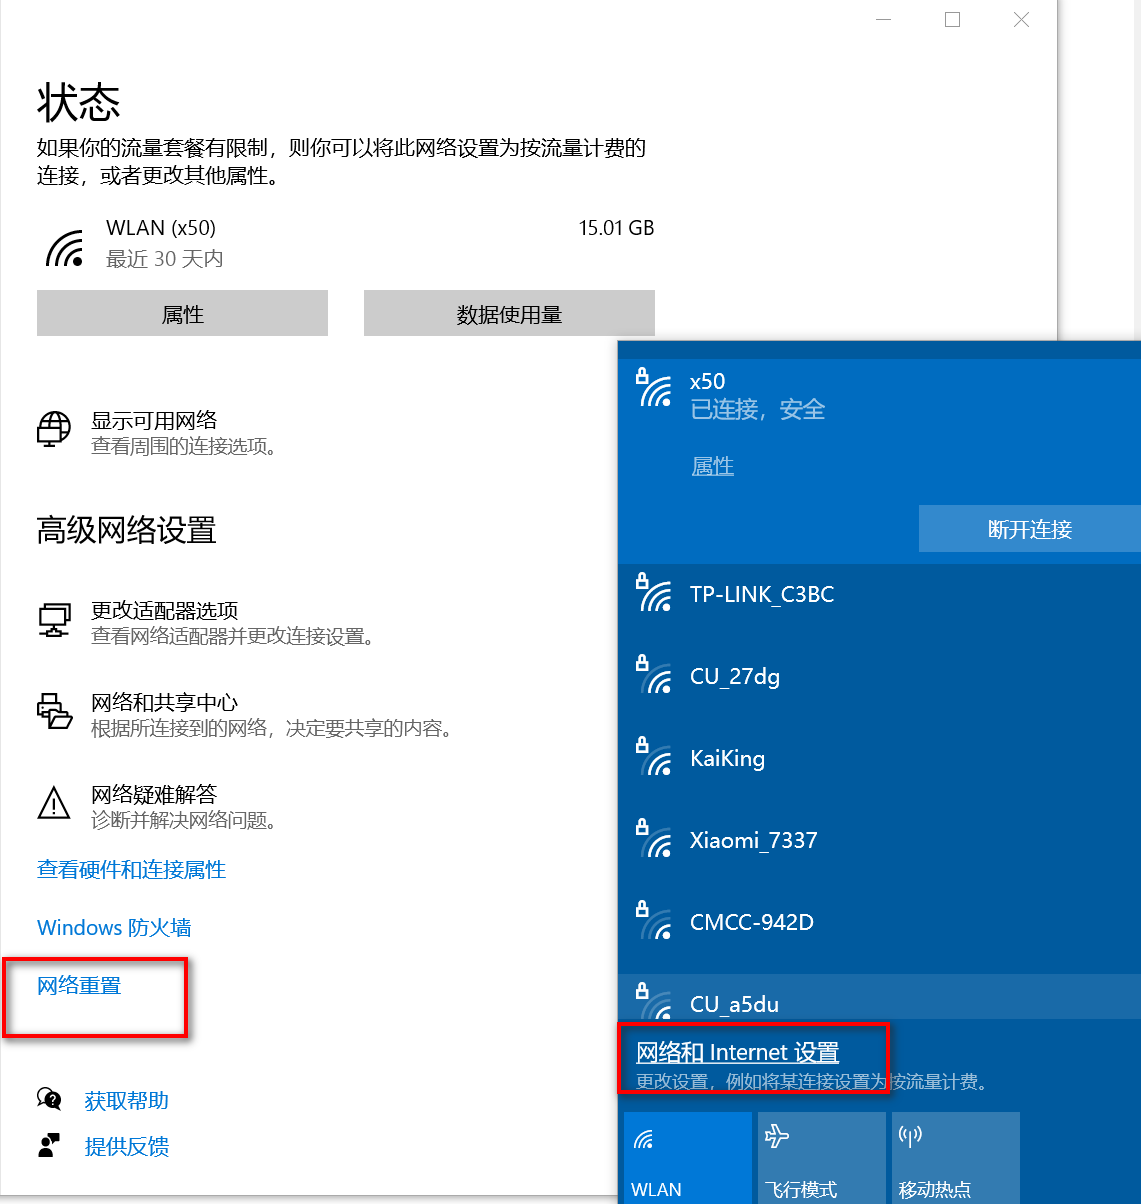 状态
如果你的流量套餐有限制，则你可以将此网络设置为按流量计费的
连接，或者更改其他属性。
WLAN (x50)
15.01 GB
最近 30 天内
属性
数据使用量
显示可用网络
查看周围的连接选项。
高级网络设置
更改适配器选项
查看网络适配器并更改连接设置。
网络和共享中心
根据所连接到的网络，决定要共享的内容。
网络疑难解答
诊断并解决网络问题。
查看硬件和连接属性
Windows 防火墙
网络重置
获取帮助
提供反馈
x50
已连接，安全
属性
断开连接
TP-LINK_C3BC
CU_27dg
KaiKing
Xiaomi_7337
CMCC-942D
CU_a5du
网络和 Internet 设置
更改设置，例如将某连接设置为按流量计费。
WLAN
飞行模式
移动热点